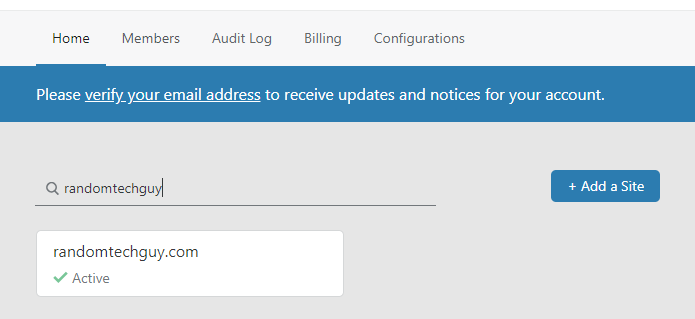 Home Members Audit Log Billing Configurations
Please verify your email address to receive updates and notices for your account.
randomtechguy
+ Add a Site
randomtechguy.com
Active